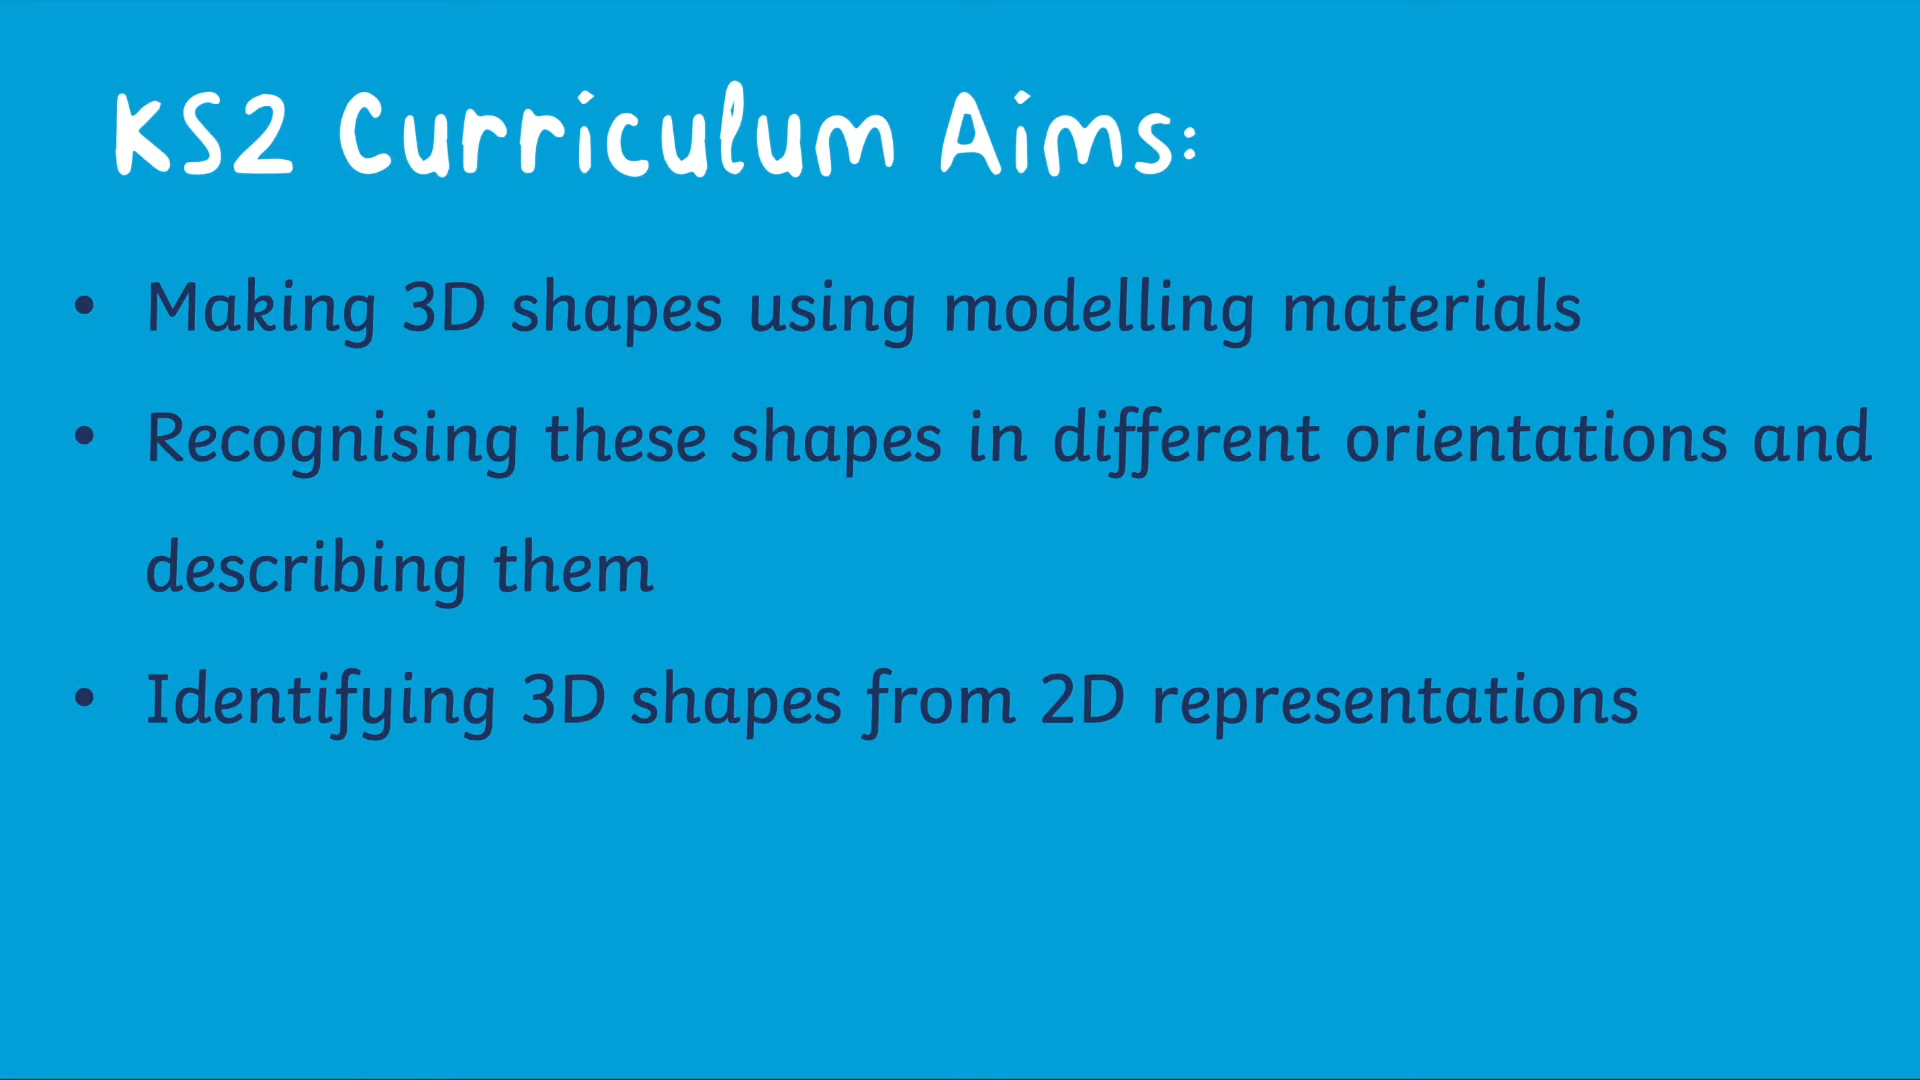 KS2 Curriculum Aims:
• Making 3D shapes using modelling materials
• Recognising these shapes in different orientations and
describing them
• Identifying 3D shapes from 2D representations